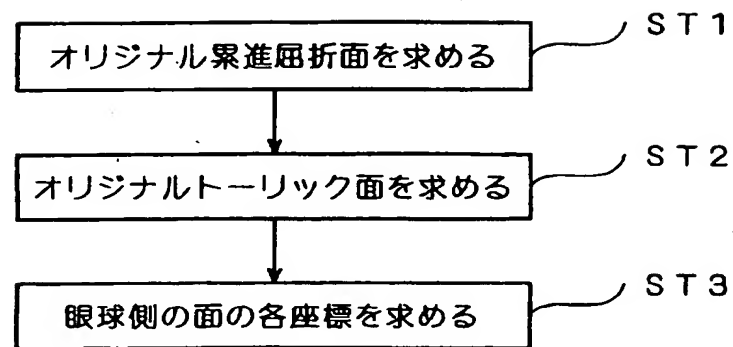 オリジナル累進屈折面を求める
ST1
オリジナルトーリック面を求める
ST2
眼球側の面の各座標を求める
ST3